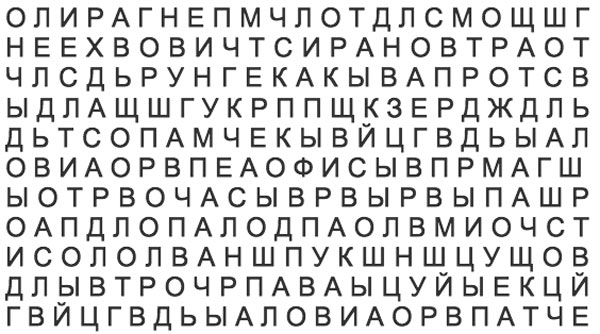 ОЛИРАГНЕПМЧЛОТДЛСМОЩШГ
НЕЕХВОВИЧТСИРАНОВТРАОТ
ЧЛСДЬРУНГЕКАКЫВАПРОТСВ
ЫДЛАЩШГУКРППЩКЗЕРДЖДЛЬ
ДЬТСОПАМЧЕКЫВЙЦГВДЬЫАЛ
ОВИАОРВПЕАОФИСЫВПРМАГШ
ЫОТРВОЧАСЫВРВЫРВЫПАШР
ОАПДЛОПАЛОДПАОЛВМИОЧСТ
ИСОЛОЛВАНШПУКШНШЦУЩОВ
ДЛЫВТРОЧРПАВАЫЦУЙЫЕКЦЙ
ГВЙЦГВДЬЫАЛОВИАОРВПАТЧЕ